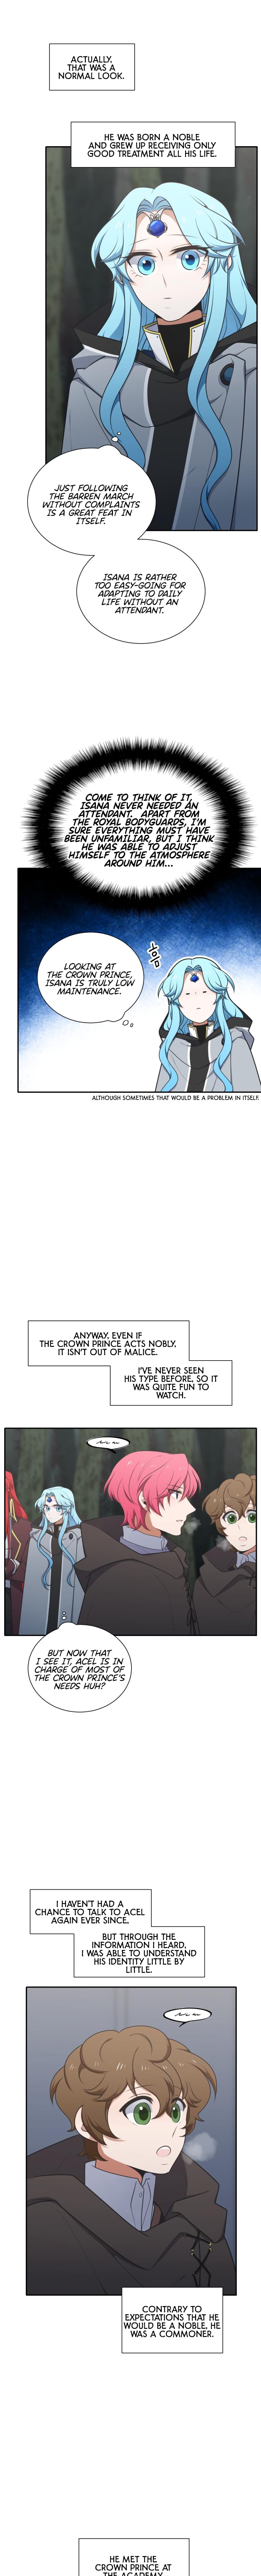 ACTUALLY,
THAT WAS A
NORMAL LOOK.
HE WAS BORN A NOBLE
AND GREW UP RECEIVING ONLY
GOOD TREATMENT ALL HIS LIFE.
JUST FOLLOWING
THE BARREN MARCH
WITHOUT COMPLAINTS
IS A GREAT FEAT IN
ITSELF.
ISANA IS RATHER
TOO EASY-GOING FOR
ADAPTING TO DAILY
LIFE WITHOUT AN
ATTENDANT.
COME TO THINK OF IT,
ISANA NEVER NEEDED AN
ATTENDANT. APART FROM
THE ROYAL BODYGUARDS, I'M
SURE EVERYTHING MUST HAVE
BEEN UNFAMILIAR, BUT I THINK
HE WAS ABLE TO ADJUST
HIMSELF TO THE ATMOSPHERE
AROUND HIM...
LOOKING AT
THE CROWN PRINCE,
ISANA IS TRULY LOW
MAINTENANCE.
ALTHOUGH SOMETIMES THAT WOULD BE A PROBLEM IN ITSELF.
ANYWAY, EVEN IF
THE CROWN PRINCE ACTS NOBLY,
IT ISN'T OUT OF MALICE.
I'VE NEVER SEEN
HIS TYPE BEFORE, SO IT
WAS QUITE FUN TO
WATCH.
BUT NOW THAT
I SEE IT, ACEL IS IN
CHARGE OF MOST OF
THE CROWN PRINCE'S
NEEDS HUH?
I HAVEN'T HAD A
CHANCE TO TALK TO ACEL
AGAIN EVER SINCE,
BUT THROUGH THE
INFORMATION I HEARD,
I WAS ABLE TO UNDERSTAND
HIS IDENTITY LITTLE BY
LITTLE.
CONTRARY TO
EXPECTATIONS THAT HE
WOULD BE A NOBLE, HE
WAS A COMMONER.
HE MET THE
CROWN PRINCE AT
THE ACADEMY